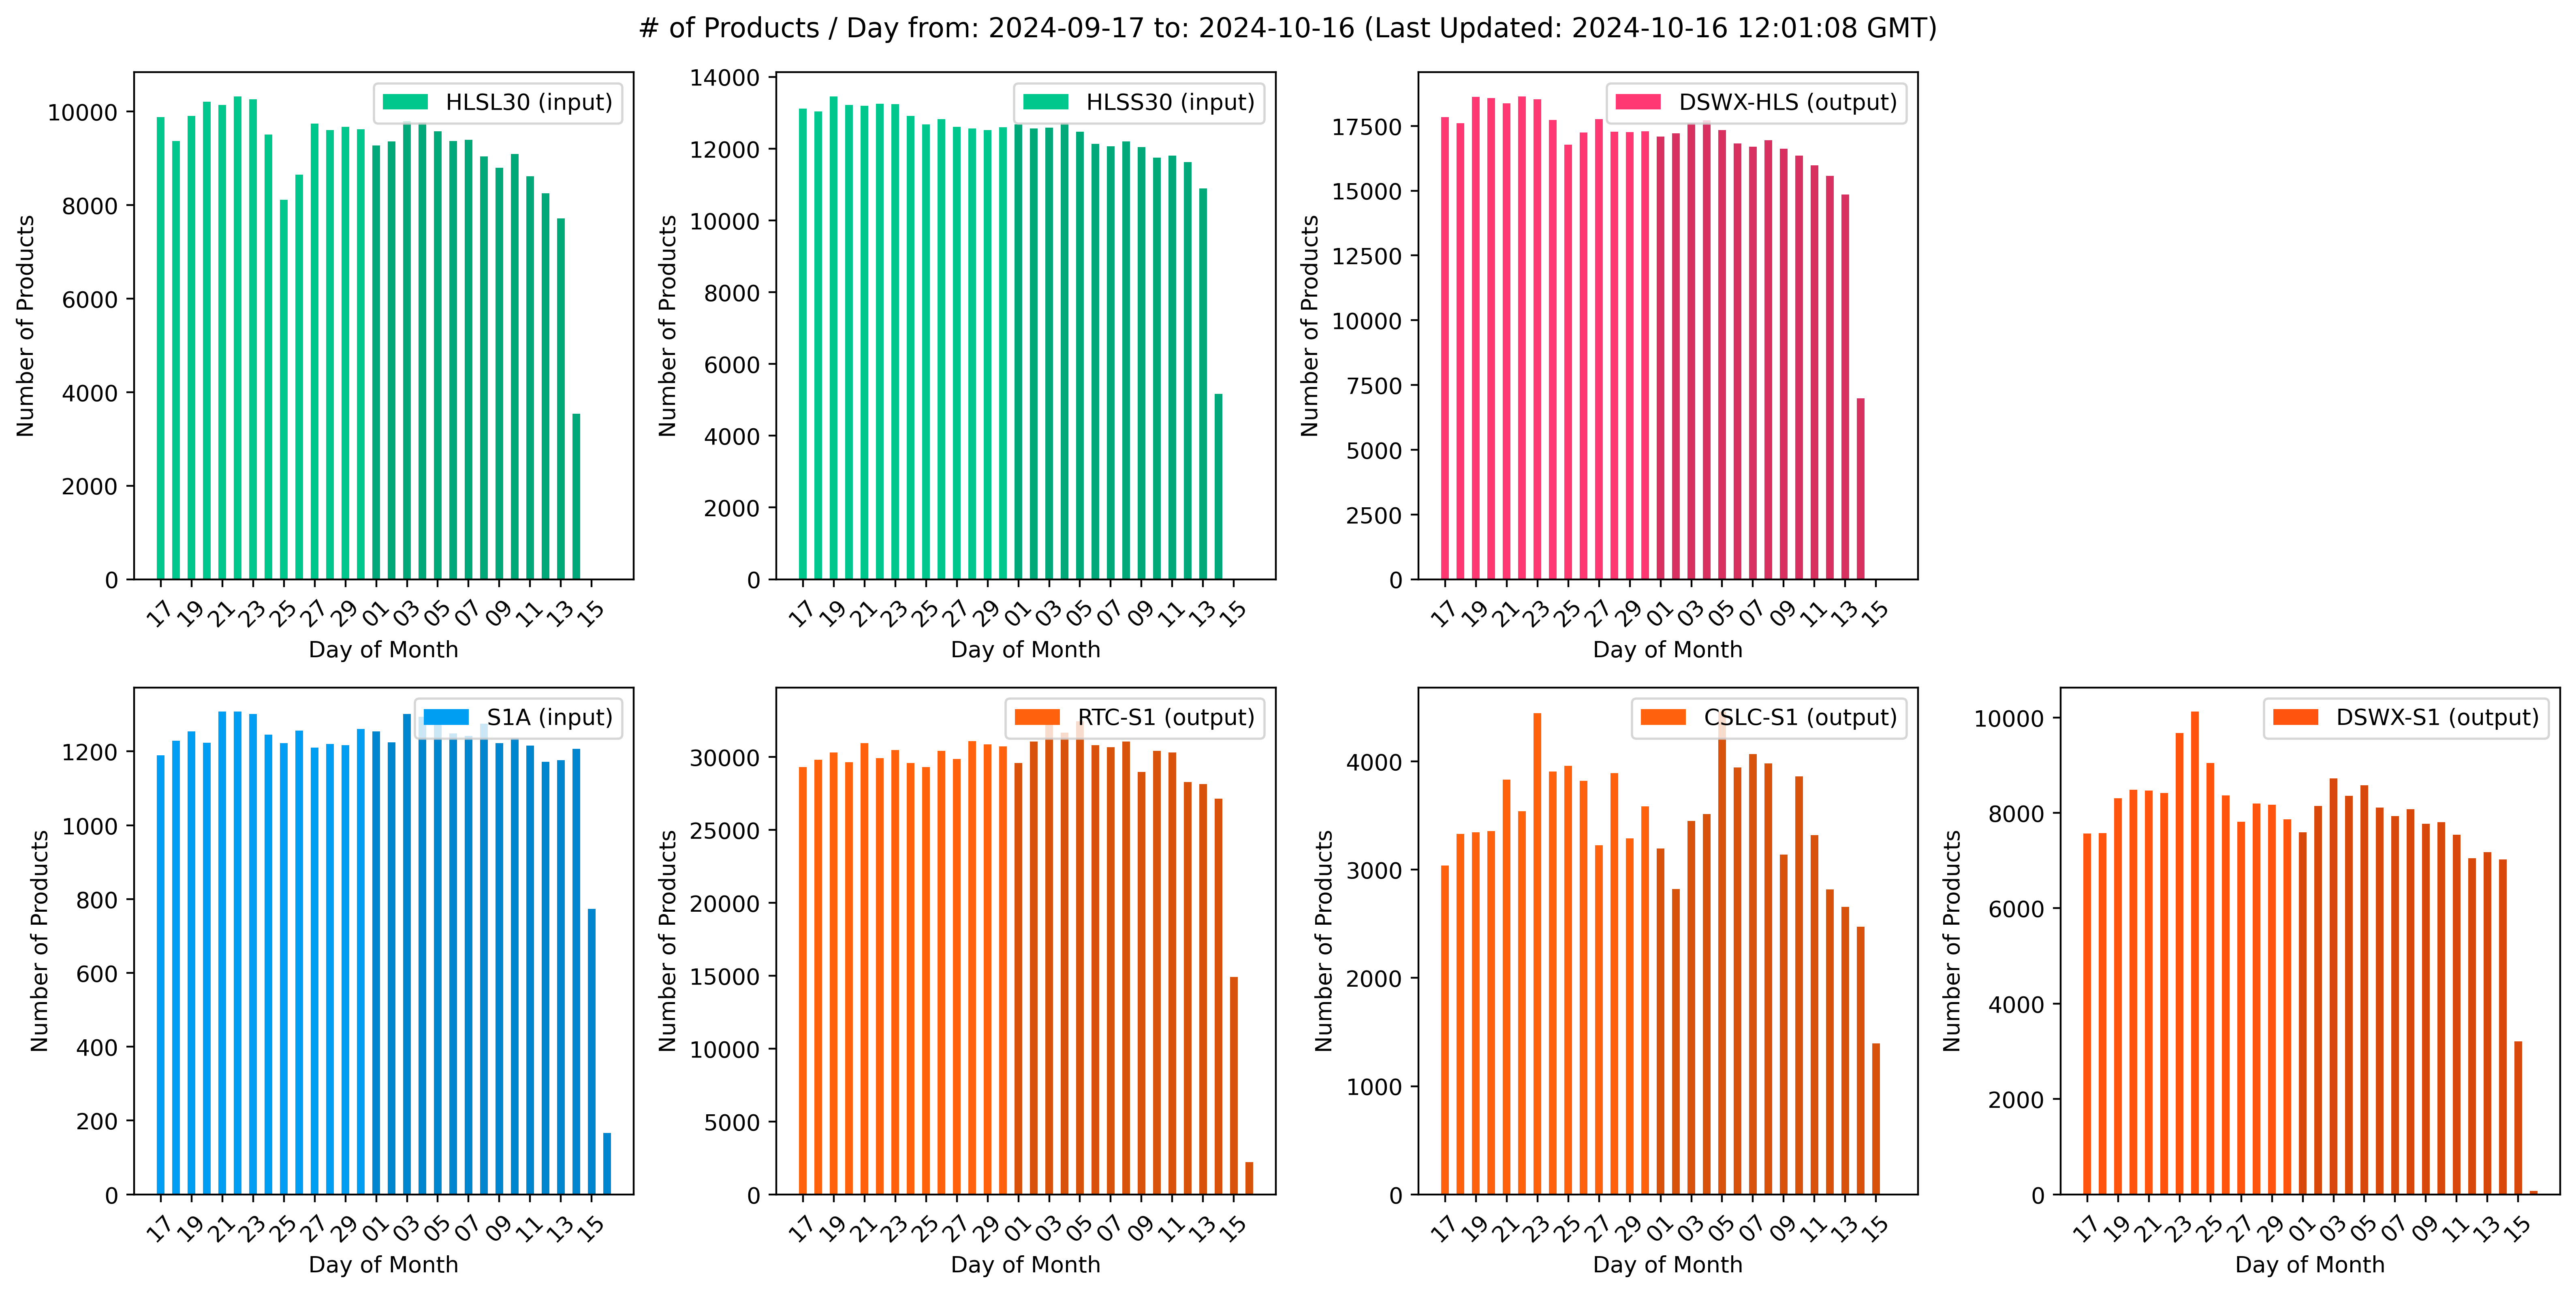 # of Products / Day from: 2024-09-17 to: 2024-10-16 (Last Updated: 2024-10-16 12:01:08 GMT)
HLSL30 (input)
Number of Products
10000
8000
6000
4000
2000
0
17 19 21 23 25 27 29 01 03 05 07 09 11 13 15
Day of Month
HLSS30 (input)
Number of Products
14000
12000
10000
8000
6000
4000
2000
0
17 19 21 23 25 27 29 01 03 05 07 09 11 13 15
Day of Month
DSWX-HLS (output)
Number of Products
17500
15000
12500
10000
7500
5000
2500
0
17 19 21 23 25 27 29 01 03 05 07 09 11 13 15
Day of Month
S1A (input)
Number of Products
1200
1000
800
600
400
200
0
17 19 21 23 25 27 29 01 03 05 07 09 11 13 15
Day of Month
RTC-S1 (output)
Number of Products
30000
25000
20000
15000
10000
5000
0
17 19 21 23 25 27 29 01 03 05 07 09 11 13 15
Day of Month
CSLC-S1 (output)
Number of Products
4000
3000
2000
1000
0
17 19 21 23 25 27 29 01 03 05 07 09 11 13 15
Day of Month
DSWX-S1 (output)
Number of Products
10000
8000
6000
4000
2000
0
17 19 21 23 25 27 29 01 03 05 07 09 11 13 15
Day of Month